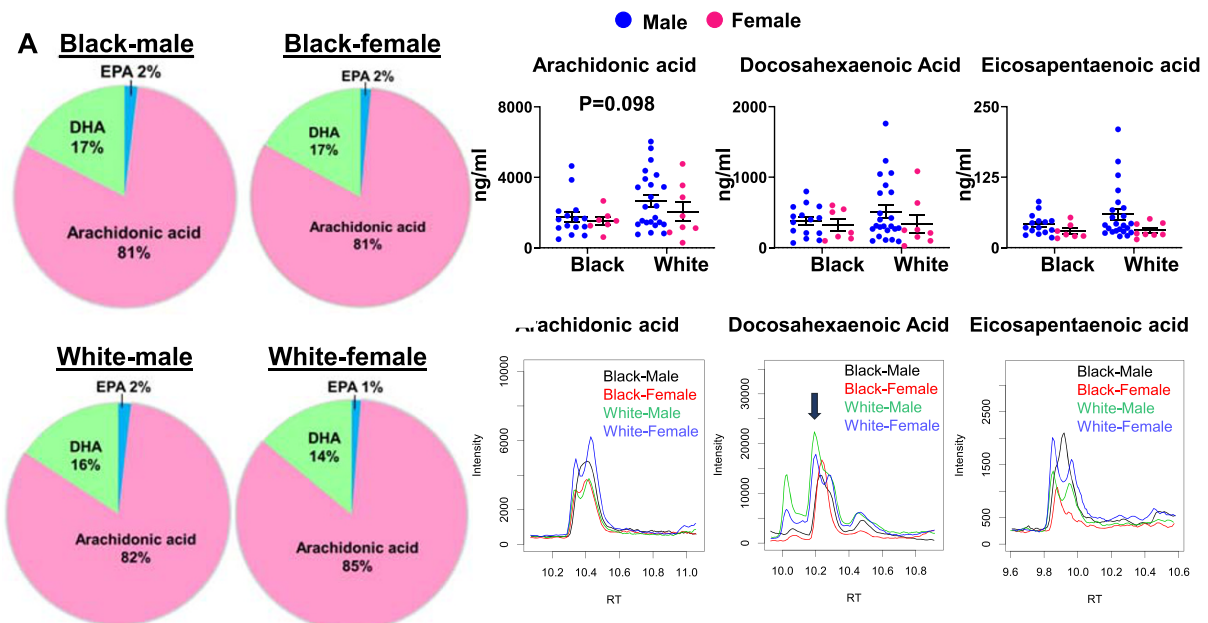 A
Black-male
EPA 2%
DHA
17%
Arachidonic acid
81%
Black-female
EPA 2%
DHA
17%
Arachidonic acid
81%
White-male
EPA 2%
DHA
16%
Arachidonic acid
82%
White-female
EPA 1%
DHA
14%
Arachidonic acid
85%
Male Female
Arachidonic acid
P=0.098
ng/ml
8000
4000
0
Black White
Docosahexaenoic Acid
ng/ml
2000
1000
0
Black White
Eicosapentaenoic acid
ng/ml
250
125
0
Black White
Arachidonic acid
Black-Male
Black-Female
White-Male
White-Female
Intensity
10000
6000
2000
0
10.2 10.4 10.6 10.8 11.0
RT
Docosahexaenoic Acid
Black-Male
Black-Female
White-Male
White-Female
Intensity
30000
20000
10000
0
10.0 10.2 10.4 10.6 10.8
RT
Eicosapentaenoic acid
Black-Male
Black-Female
White-Male
White-Female
Intensity
2500
1500
500
0
9.6 9.8 10.0 10.2 10.4 10.6
RT